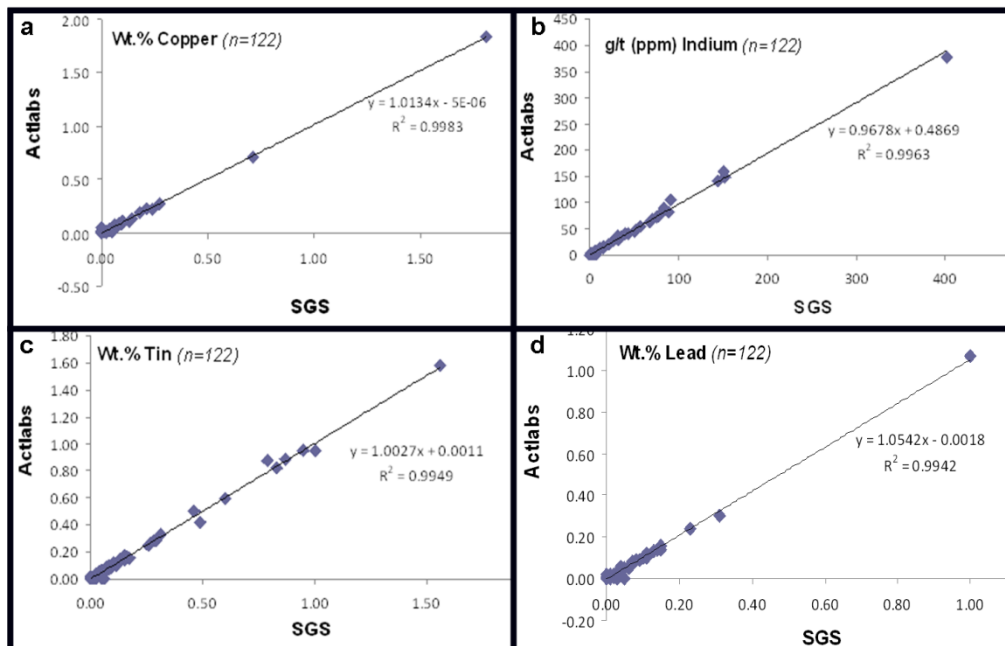 a
Wt.% Copper (n=122)
2.00
1.50
1.00
0.50
0.00
-0.50
Actlabs
y = 1.0134x - 5E-06
R² = 0.9983
0.00 0.50 1.00 1.50
SGS
b
g/t (ppm) Indium (n=122)
450
400
350
300
250
200
150
100
50
0
Actlabs
y = 0.9678x + 0.4869
R² = 0.9963
0 100 200 300 400
SGS
c
Wt.% Tin (n=122)
1.80
1.60
1.40
1.20
1.00
0.80
0.60
0.40
0.20
0.00
Actlabs
y = 1.0027x + 0.0011
R² = 0.9949
0.00 0.50 1.00 1.50
SGS
d
Wt.% Lead (n=122)
1.20
1.00
0.80
0.60
0.40
0.20
0.00
-0.20
Actlabs
y = 1.0542x - 0.0018
R² = 0.9942
0.00 0.20 0.40 0.60 0.80 1.00
SGS